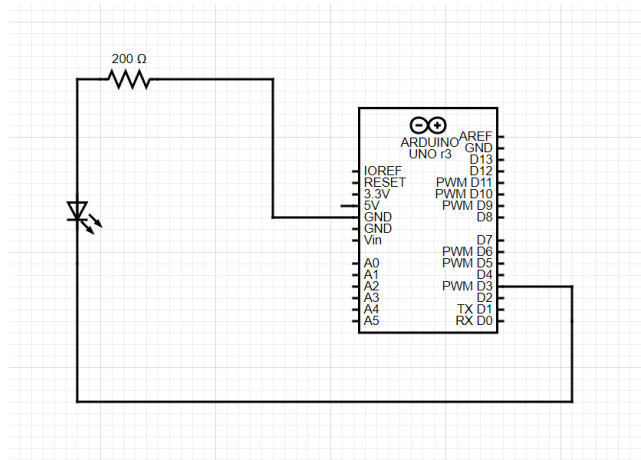 200 Ω
ARDUINO
UNO r3
AREF
GND
D13
IOREF
D12
RESET
PWM D11
3.3V
PWM D10
5V
PWM D9
GND
D8
GND
Vin
D7
PWM D6
A0
PWM D5
A1
D4
A2
PWM D3
A3
D2
A4
TX D1
A5
RX D0